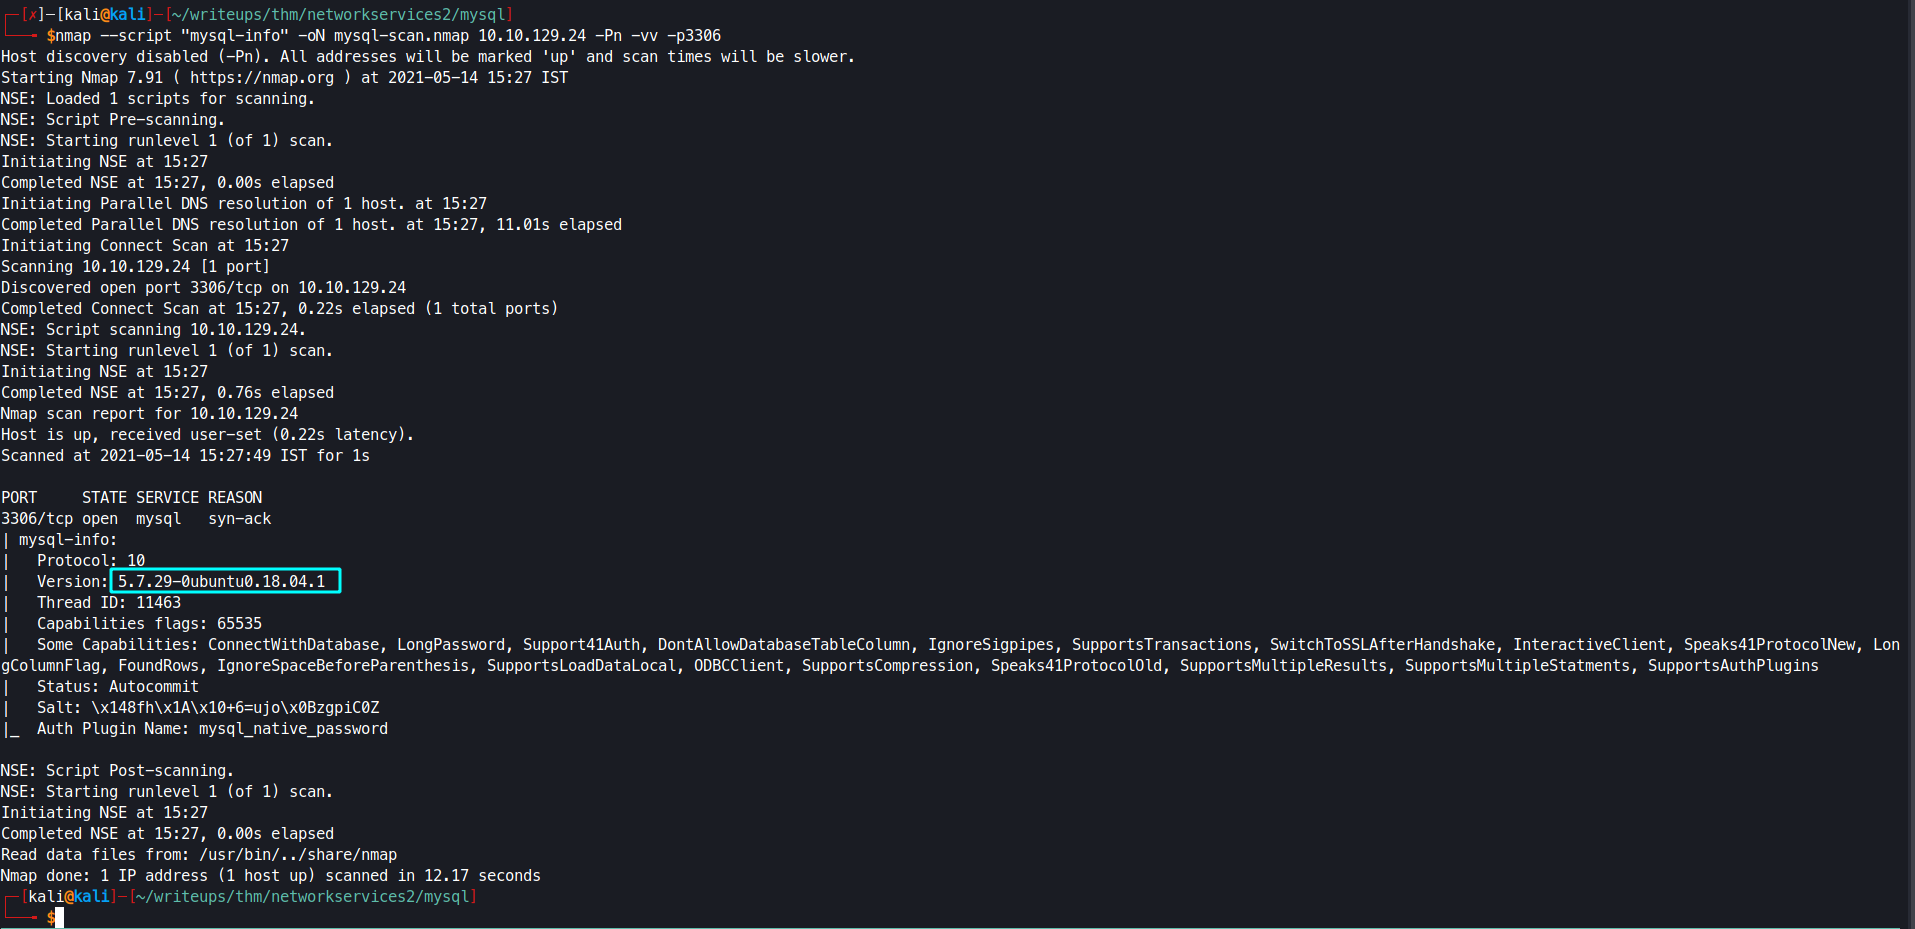 [✗]─[kali@kali]─[~/writeups/thm/networkservices2/mysql]
$nmap --script "mysql-info" -oN mysql-scan.nmap 10.10.129.24 -Pn -vv -p3306
Host discovery disabled (-Pn). All addresses will be marked 'up' and scan times will be slower.
Starting Nmap 7.91 ( https://nmap.org ) at 2021-05-14 15:27 IST
NSE: Loaded 1 scripts for scanning.
NSE: Script Pre-scanning.
NSE: Starting runlevel 1 (of 1) scan.
Initiating NSE at 15:27
Completed NSE at 15:27, 0.00s elapsed
Initiating Parallel DNS resolution of 1 host. at 15:27
Completed Parallel DNS resolution of 1 host. at 15:27, 11.01s elapsed
Initiating Connect Scan at 15:27
Scanning 10.10.129.24 [1 port]
Discovered open port 3306/tcp on 10.10.129.24
Completed Connect Scan at 15:27, 0.22s elapsed (1 total ports)
NSE: Script scanning 10.10.129.24.
NSE: Starting runlevel 1 (of 1) scan.
Initiating NSE at 15:27
Completed NSE at 15:27, 0.76s elapsed
Nmap scan report for 10.10.129.24
Host is up, received user-set (0.22s latency).
Scanned at 2021-05-14 15:27:49 IST for 1s
PORT     STATE SERVICE REASON
3306/tcp open  mysql   syn-ack
| mysql-info:
|   Protocol: 10
|   Version: 5.7.29-0ubuntu0.18.04.1
|   Thread ID: 11463
|   Capabilities flags: 65535
|   Some Capabilities: ConnectWithDatabase, LongPassword, Support41Auth, DontAllowDatabaseTableColumn, IgnoreSigpipes, SupportsTransactions, SwitchToSSLAfterHandshake, InteractiveClient, Speaks41ProtocolNew, Lon
gColumnFlag, FoundRows, IgnoreSpaceBeforeParenthesis, SupportsLoadDataLocal, ODBCClient, SupportsCompression, Speaks41ProtocolOld, SupportsMultipleResults, SupportsMultipleStatments, SupportsAuthPlugins
|   Status: Autocommit
|   Salt: \x148fh\x1A\x10+6=ujo\x0BzgpiC0Z
|_  Auth Plugin Name: mysql_native_password
NSE: Script Post-scanning.
NSE: Starting runlevel 1 (of 1) scan.
Initiating NSE at 15:27
Completed NSE at 15:27, 0.00s elapsed
Read data files from: /usr/bin/../share/nmap
Nmap done: 1 IP address (1 host up) scanned in 12.17 seconds
[kali@kali]─[~/writeups/thm/networkservices2/mysql]
$